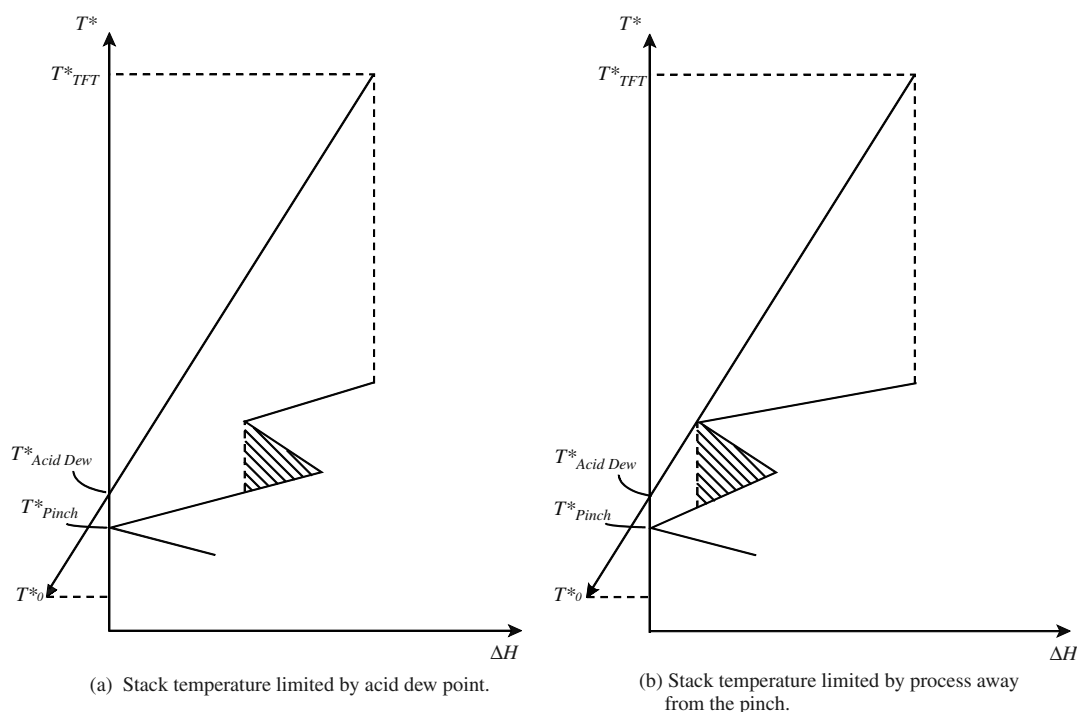 T*
T*TFT
T*Acid Dew
T*Pinch
T*0
ΔH
(a) Stack temperature limited by acid dew point.
T*
T*TFT
T*Acid Dew
T*Pinch
T*0
ΔH
(b) Stack temperature limited by process away
from the pinch.